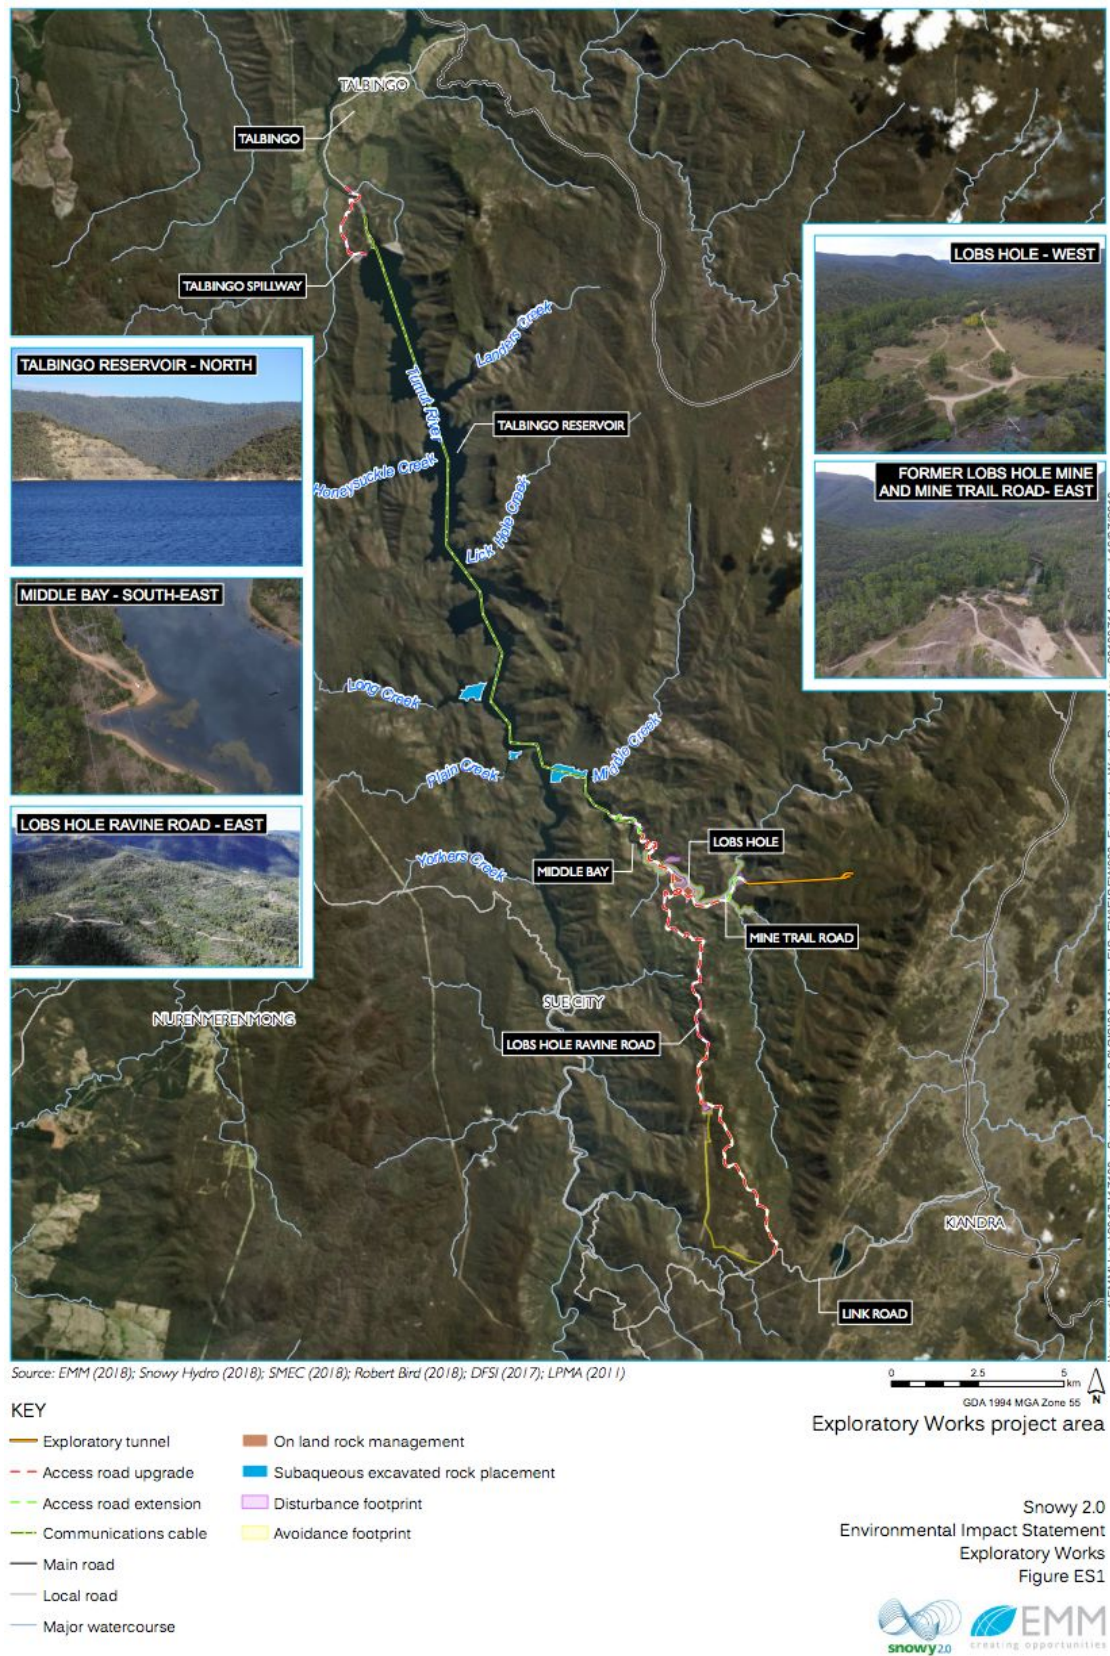 TALBINGO
TALBINGO
TALBINGO SPILLWAY
Landers Creek
Tumut River
TALBINGO RESERVOIR
Honeysuckle Creek
Lick Hole Creek
LOBS HOLE - WEST
FORMER LOBS HOLE MINE
AND MINE TRAIL ROAD- EAST
TALBINGO RESERVOIR - NORTH
MIDDLE BAY - SOUTH-EAST
LOBS HOLE RAVINE ROAD - EAST
Long Creek
Plain Creek
Middle Creek
Yorkers Creek
MIDDLE BAY
LOBS HOLE
MINE TRAIL ROAD
SUE CITY
NURENMERENMONG
LOBS HOLE RAVINE ROAD
KIANDRA
LINK ROAD
Source: EMM (2018); Snowy Hydro (2018); SMEC (2018); Robert Bird (2018); DFSI (2017); LPMA (2011)
0 2.5 5
km
GDA 1994 MGA Zone 55 N
KEY
Exploratory tunnel
Access road upgrade
Access road extension
Communications cable
Main road
Local road
Major watercourse
On land rock management
Subaqueous excavated rock placement
Disturbance footprint
Avoidance footprint
Exploratory Works project area
Snowy 2.0
Environmental Impact Statement
Exploratory Works
Figure ES1
snowy2.0
EMM
creating opportunities